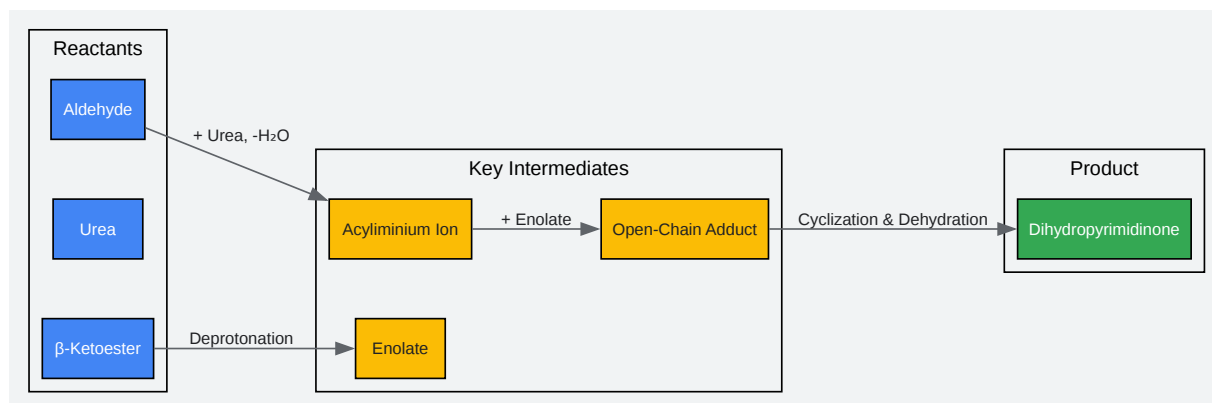 Reactants
Aldehyde
+ Urea, -H₂O
Urea
β-Ketoester
Deprotonation
Key Intermediates
Acyliminium Ion
+ Enolate
Open-Chain Adduct
Enolate
Cyclization & Dehydration
Product
Dihydropyrimidinone